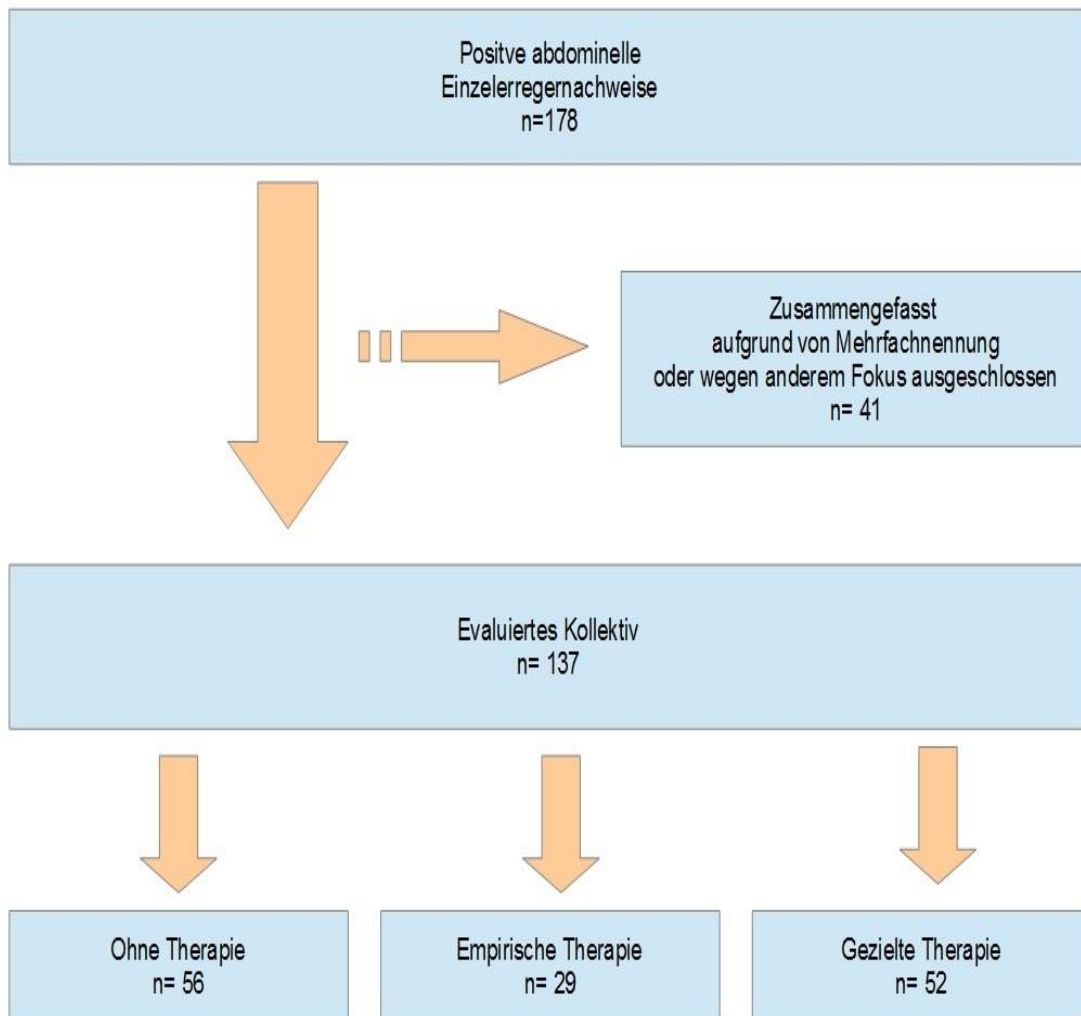 Positve abdominelle
Einzelerregernachweise
n=178
Zusammengefasst
aufgrund von Mehrfachnennung
oder wegen anderem Fokus ausgeschlossen
n= 41
Evaluiertes Kollektiv
n= 137
Ohne Therapie
n= 56
Empirische Therapie
n= 29
Gezielte Therapie
n= 52